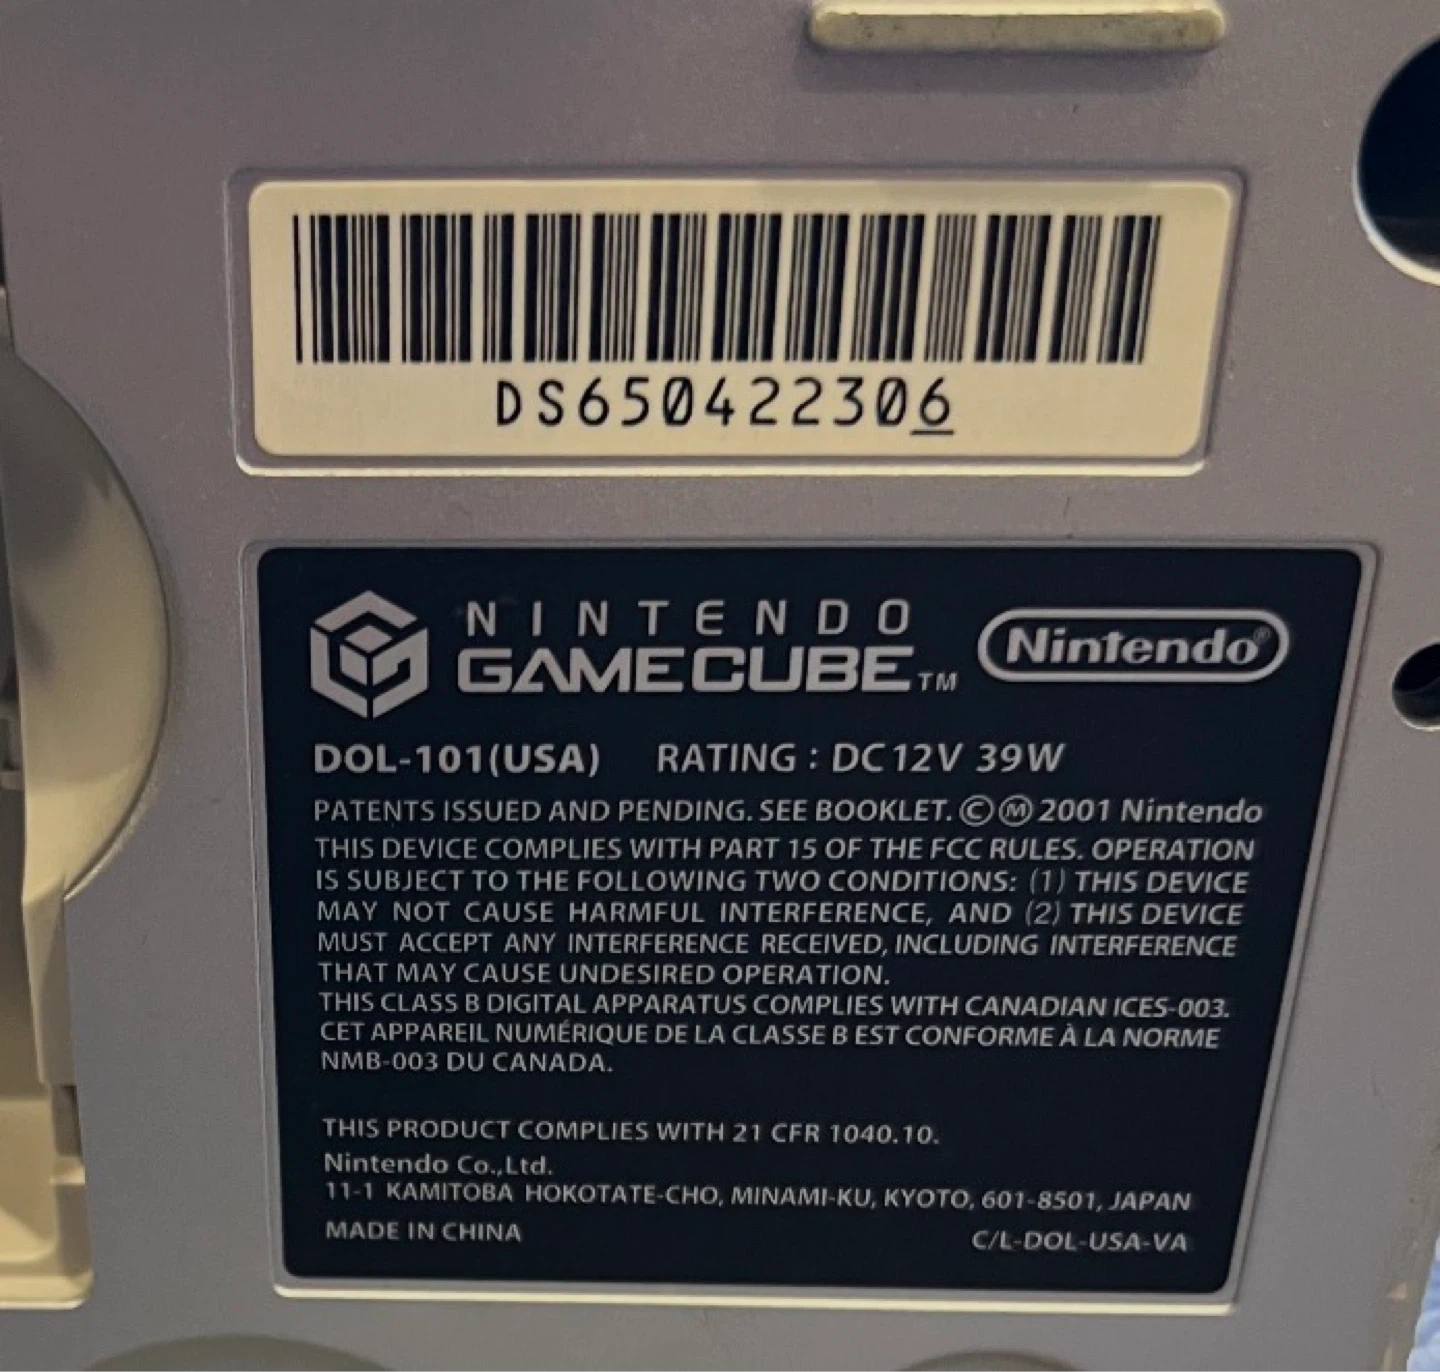 DS650422306
NINTENDO
GAMECUBE™
Nintendo®
DOL-101(USA) RATING : DC 12V 39W
PATENTS ISSUED AND PENDING. SEE BOOKLET. ©Ⓜ 2001 Nintendo
THIS DEVICE COMPLIES WITH PART 15 OF THE FCC RULES. OPERATION
IS SUBJECT TO THE FOLLOWING TWO CONDITIONS: (1) THIS DEVICE
MAY NOT CAUSE HARMFUL INTERFERENCE, AND (2) THIS DEVICE
MUST ACCEPT ANY INTERFERENCE RECEIVED, INCLUDING INTERFERENCE
THAT MAY CAUSE UNDESIRED OPERATION.
THIS CLASS B DIGITAL APPARATUS COMPLIES WITH CANADIAN ICES-003.
CET APPAREIL NUMÉRIQUE DE LA CLASSE B EST CONFORME À LA NORME
NMB-003 DU CANADA.
THIS PRODUCT COMPLIES WITH 21 CFR 1040.10.
Nintendo Co.,Ltd.
11-1 KAMITOBA HOKOTATE-CHO, MINAMI-KU, KYOTO, 601-8501, JAPAN
MADE IN CHINA C/L-DOL-USA-VA